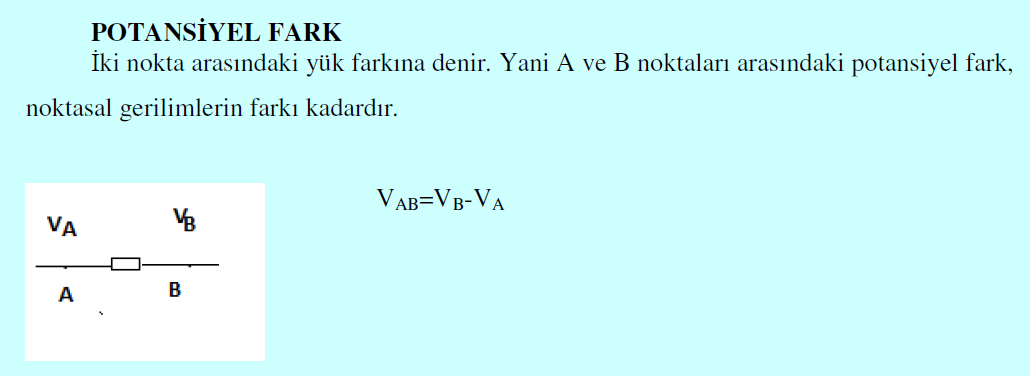 POTANSİYEL FARK
İki nokta arasındaki yük farkına denir. Yani A ve B noktaları arasındaki potansiyel fark,
noktasal gerilimlerin farkı kadardır.
VAB=VB-VA
VA VB
A B